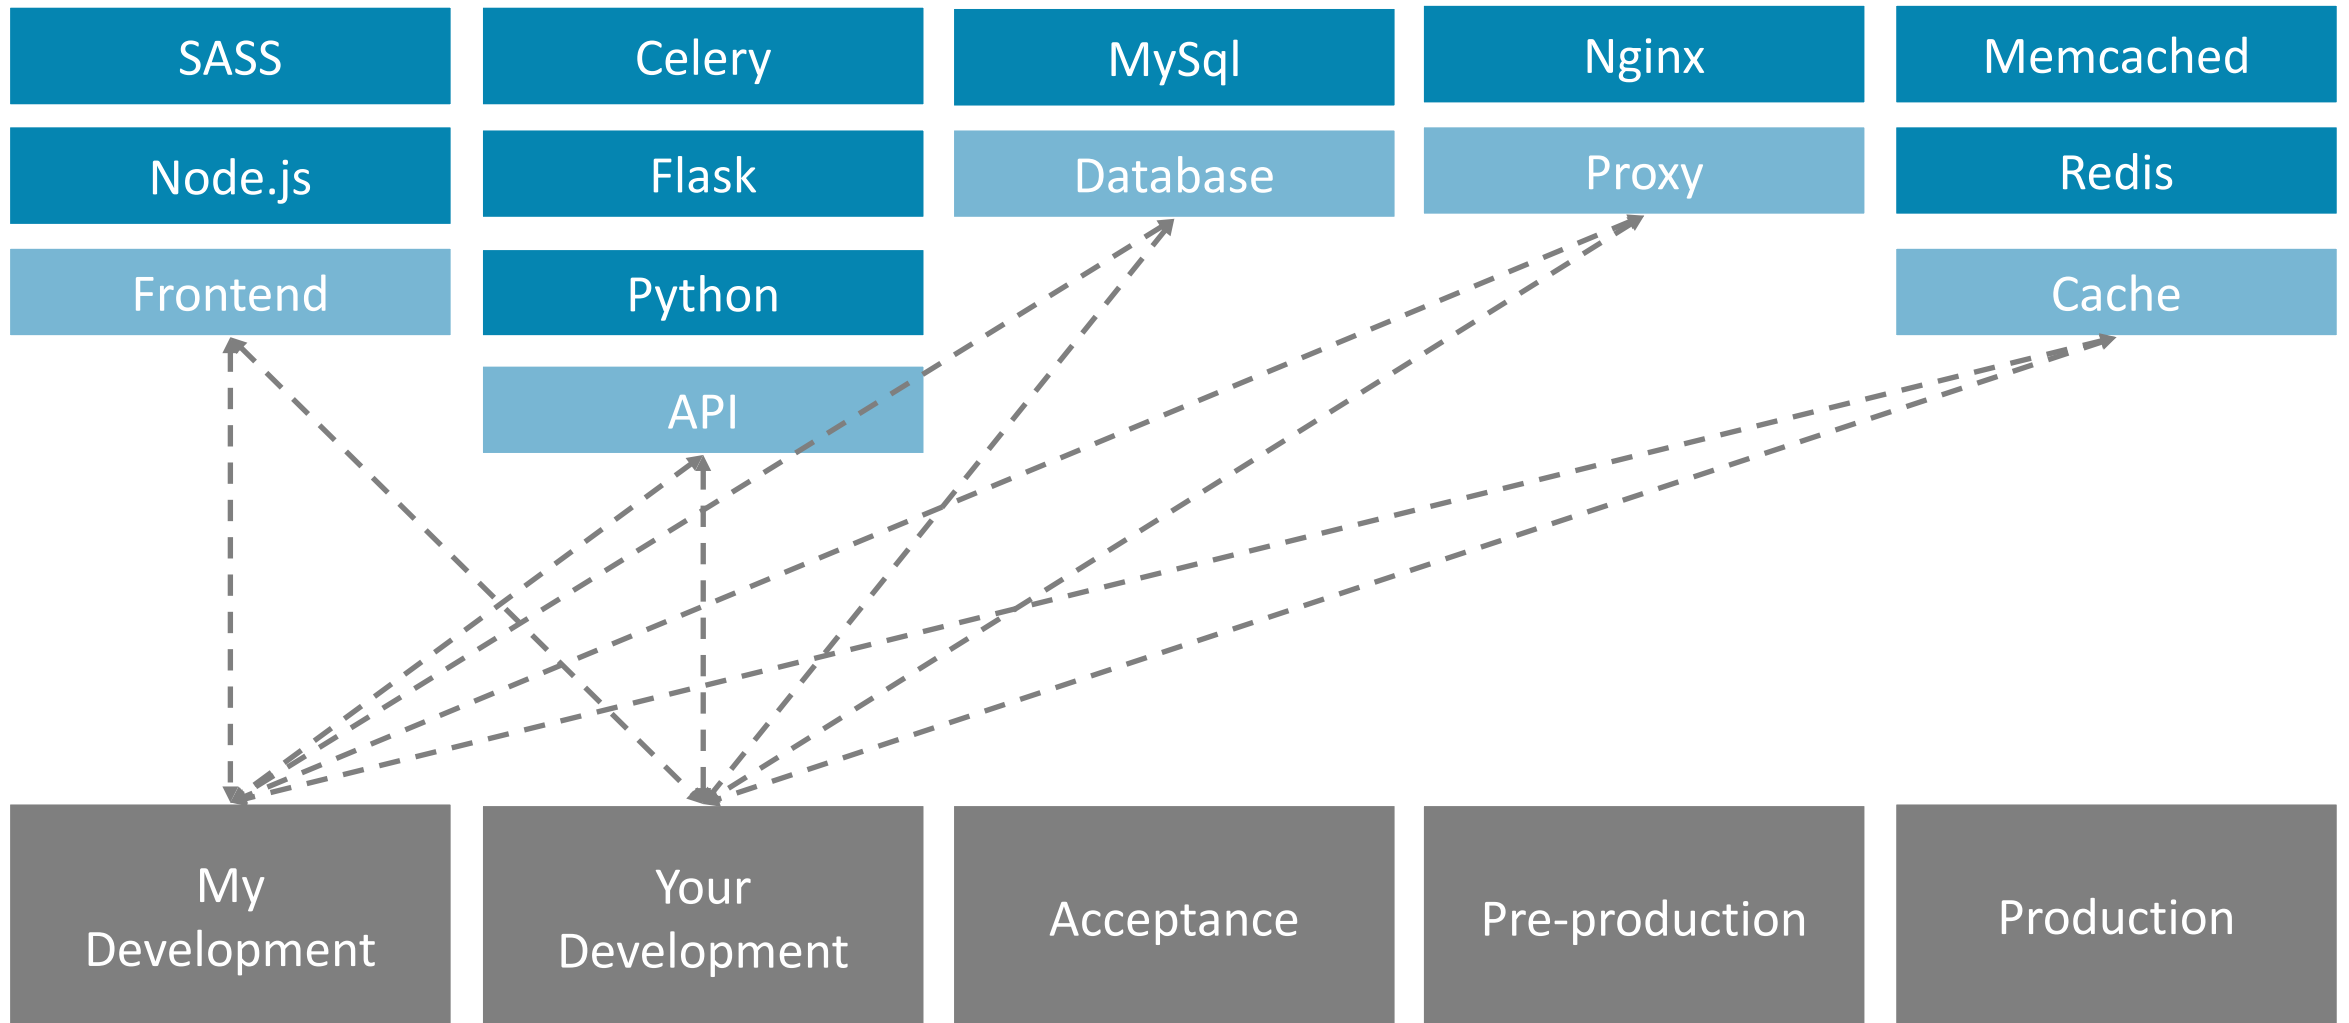 SASS
Celery
MySql
Nginx
Memcached
Node.js
Flask
Database
Proxy
Redis
Frontend
Python
Cache
API
My
Development
Your
Development
Acceptance
Pre-production
Production